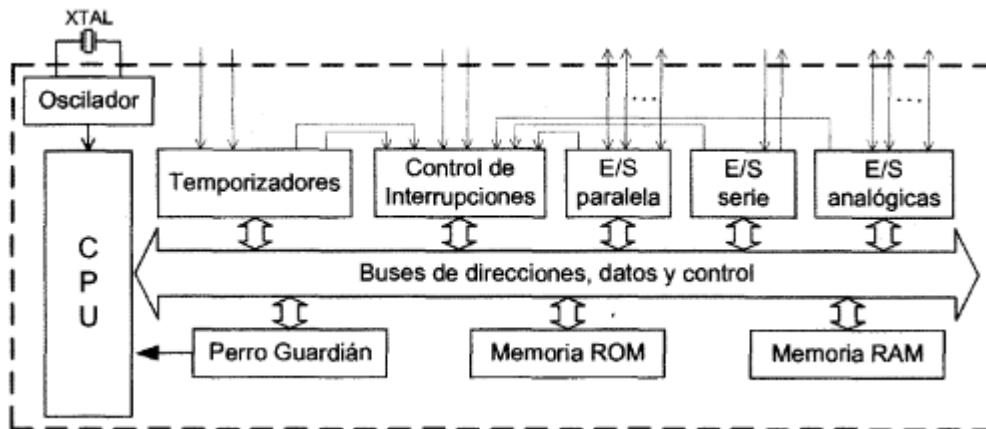 XTAL
Oscilador
Temporizadores
Control de
Interrupciones
E/S
paralela
E/S
serie
E/S
analógicas
C
P
U
Buses de direcciones, datos y control
Perro Guardián
Memoria ROM
Memoria RAM